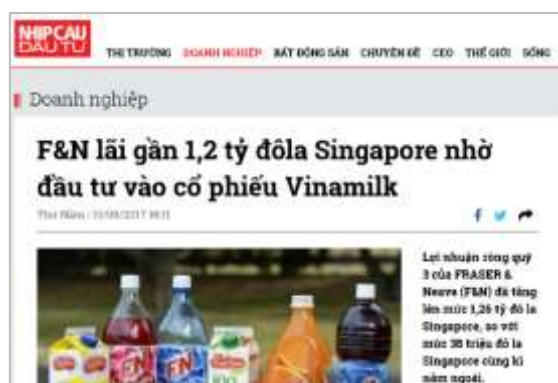 NHỊP CẦU
ĐẦU TƯ
THỊ TRƯỜNG DOANH NGHIỆP BẤT ĐỘNG SẢN CHUYÊN ĐỀ CEO THẾ GIỚI SỐNG
Doanh nghiệp
F&N lãi gần 1,2 tỷ đôla Singapore nhờ
đầu tư vào cổ phiếu Vinamilk
Thứ Năm
Lợi nhuận ròng quý
3 của FRASER &
Neave (F&N) đã tăng
lên mức 1,26 tỷ đô la
Singapore, so với
mức 38 triệu đô la
Singapore cùng kì
năm ngoái.
F&N